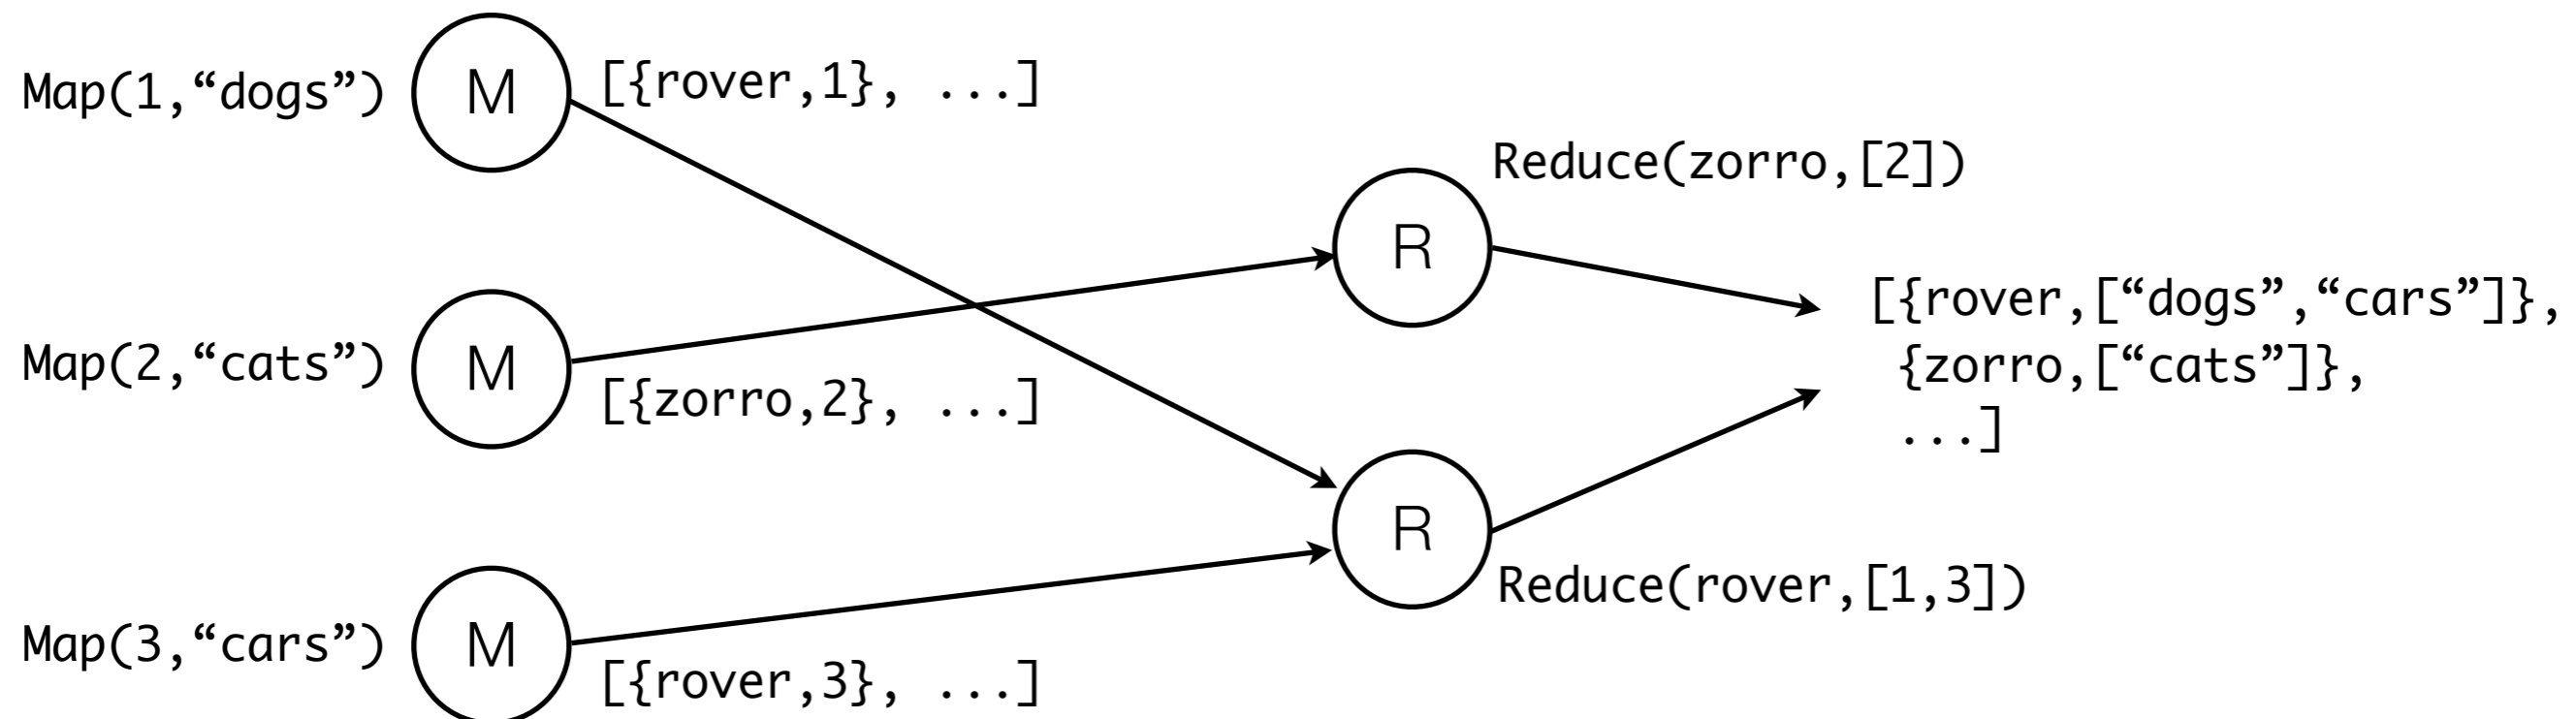 Map(1,“dogs”)
M
[{rover,1}, ...]
Reduce(zorro,[2])
R
Map(2,“cats”)
M
[{zorro,2}, ...]
[{rover,[“dogs”,“cars”]},
{zorro,[“cats”]},
...]
R
Reduce(rover,[1,3])
Map(3,“cars”)
M
[{rover,3}, ...]